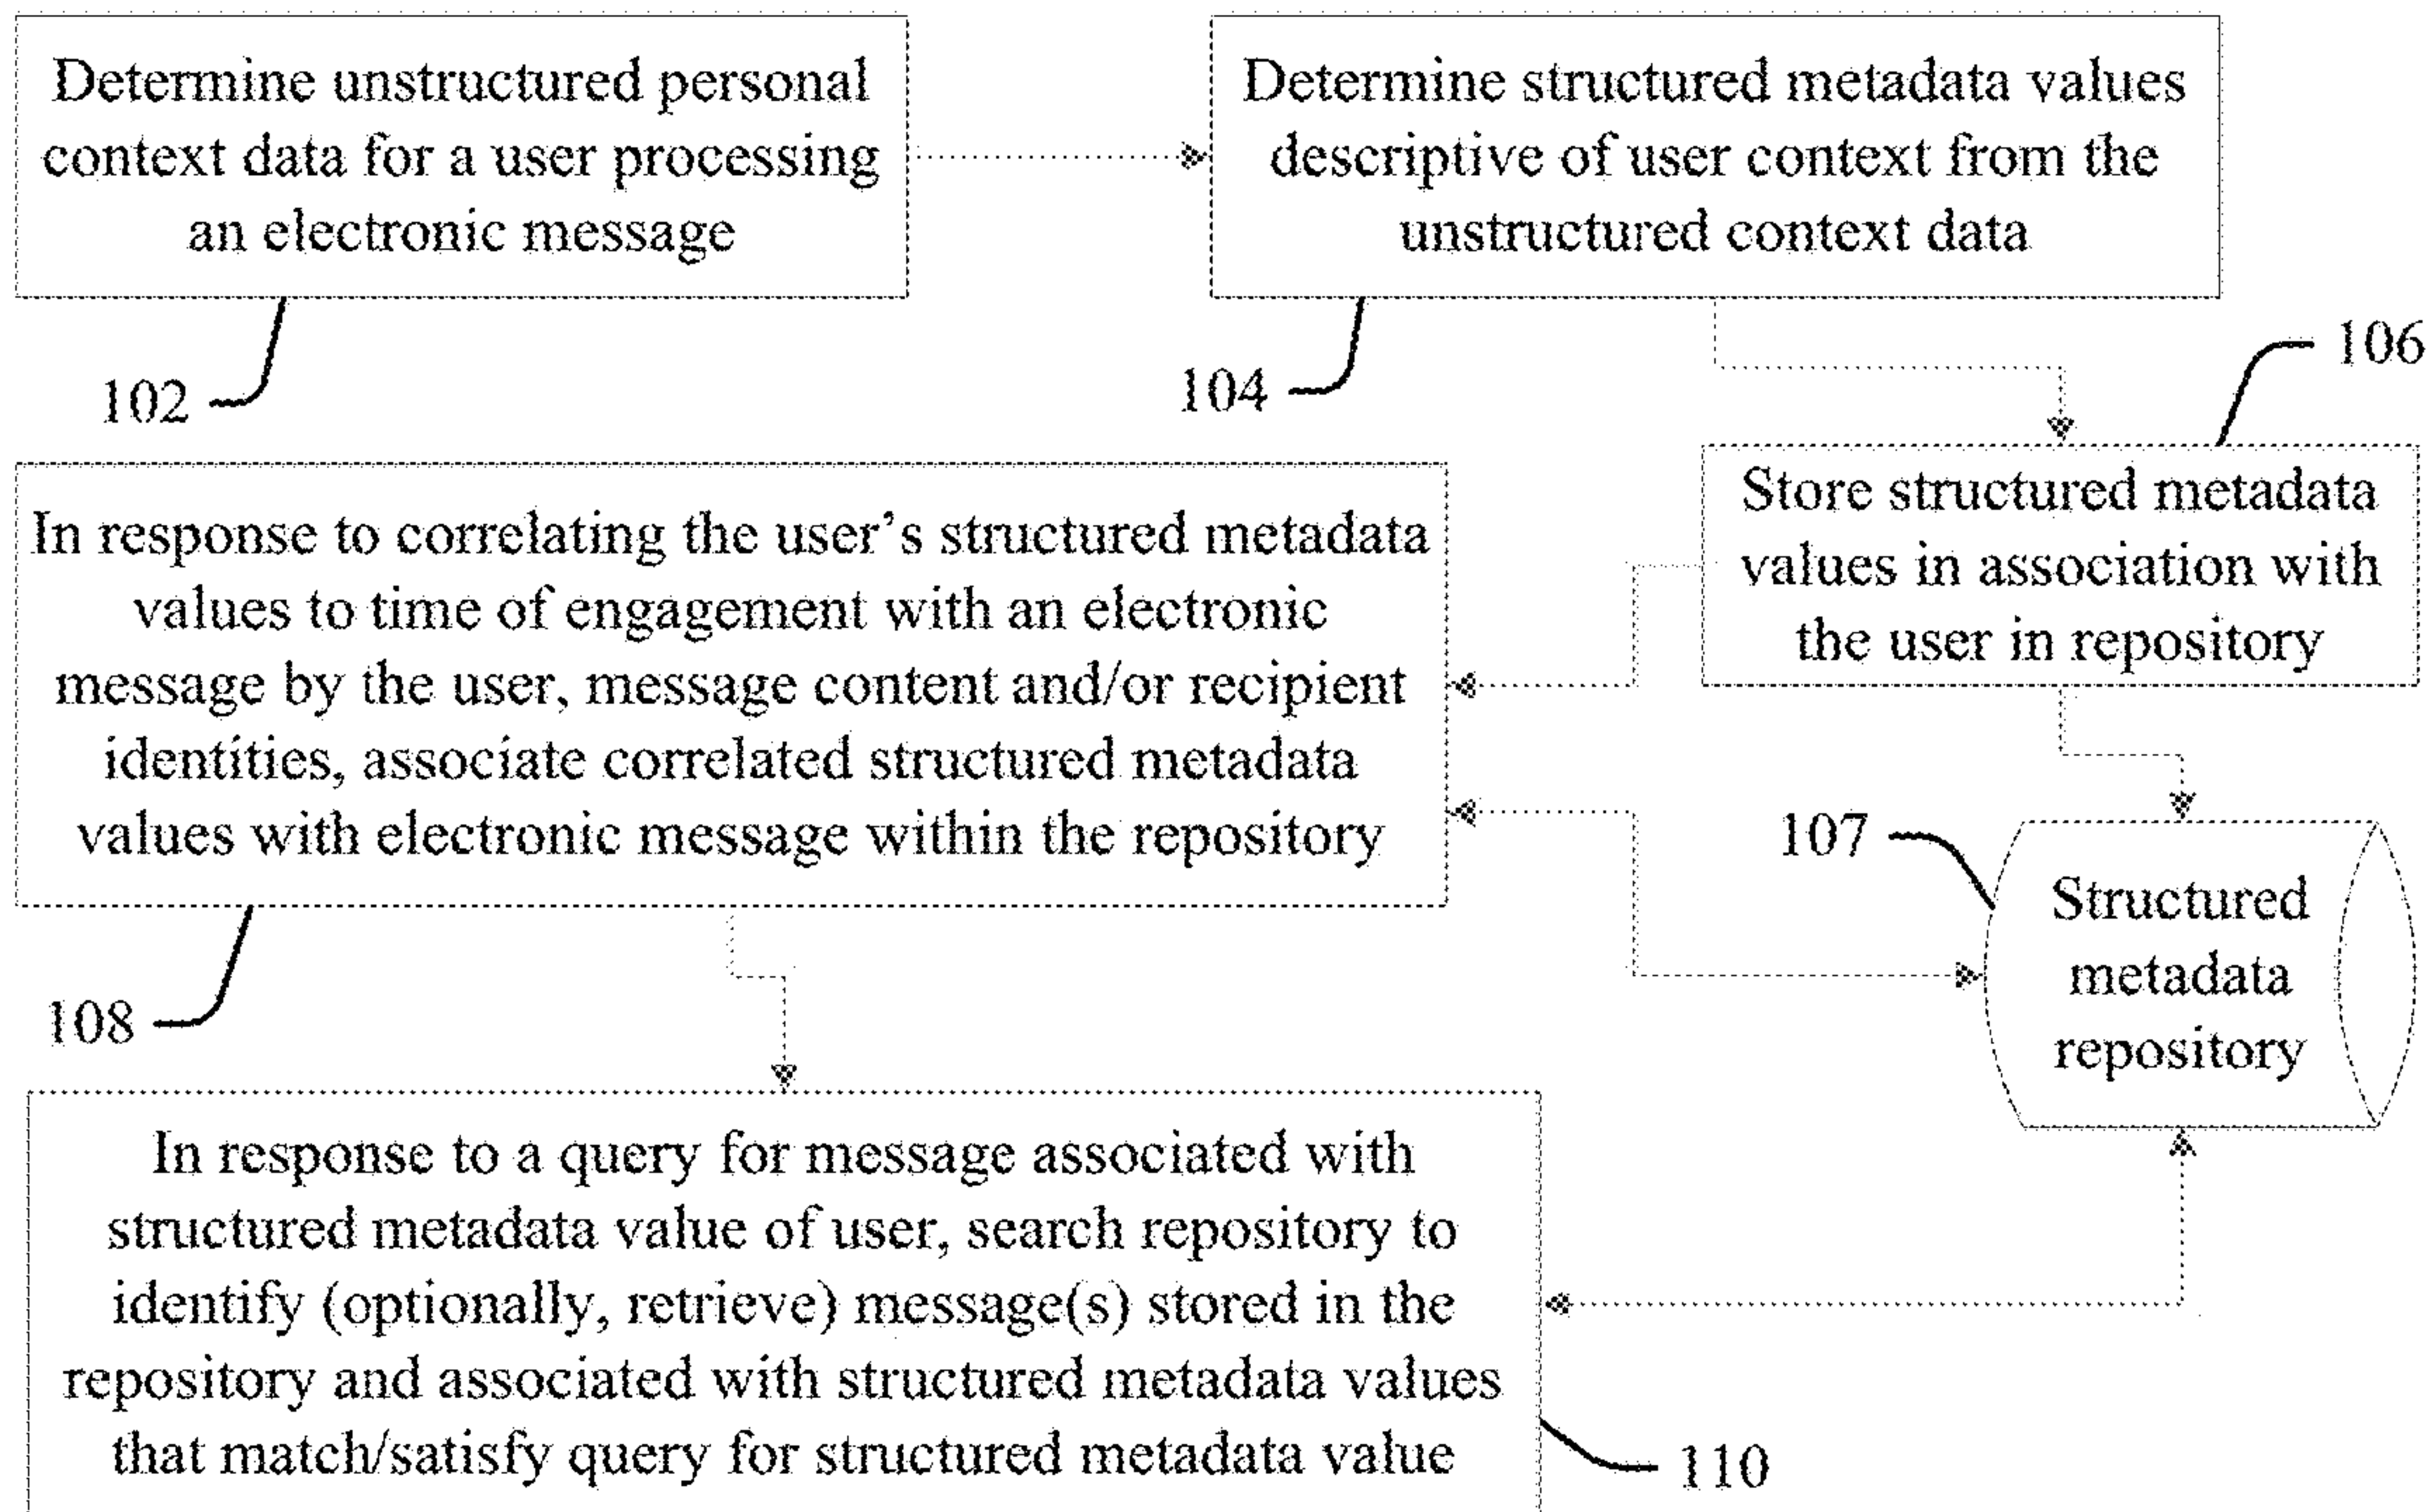 Determine unstructured personal
context data for a user processing
an electronic message
102
Determine structured metadata values
descriptive of user context from the
unstructured context data
104
106
Store structured metadata
values in association with
the user in repository
In response to correlating the user’s structured metadata
values to time of engagement with an electronic
message by the user, message content and/or recipient
identities, associate correlated structured metadata
values with electronic message within the repository
108
107
Structured
metadata
repository
In response to a query for message associated with
structured metadata value of user, search repository to
identify (optionally, retrieve) message(s) stored in the
repository and associated with structured metadata values
that match/satisfy query for structured metadata value
110